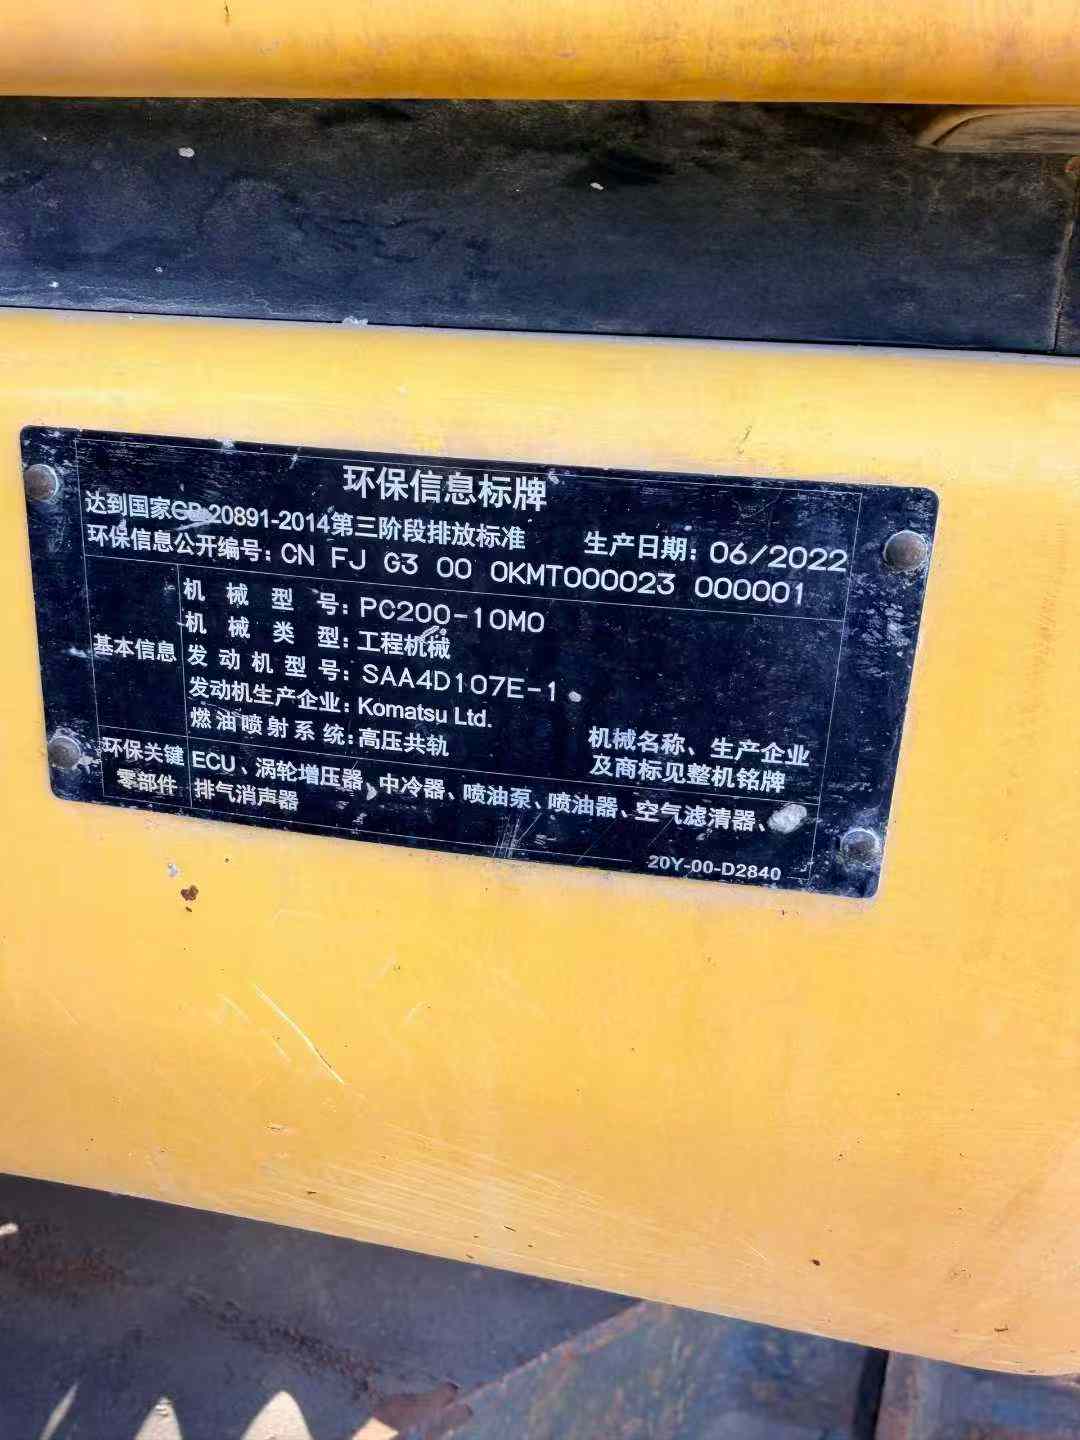 环保信息标牌
达到国家GB 20891-2014第三阶段排放标准 生产日期: 06/2022
环保信息公开编号: CN FJ G3 00 0KMT000023 000001
基本信息
机械型号: PC200-10M0
机械类型: 工程机械
发动机型号: SAA4D107E-1
发动机生产企业: Komatsu Ltd.
燃油喷射系统: 高压共轨
机械名称、生产企业
及商标见整机铭牌
环保关键
零部件
ECU、涡轮增压器、中冷器、喷油泵、喷油器、空气滤清器、
排气消声器
20Y-00-D2840